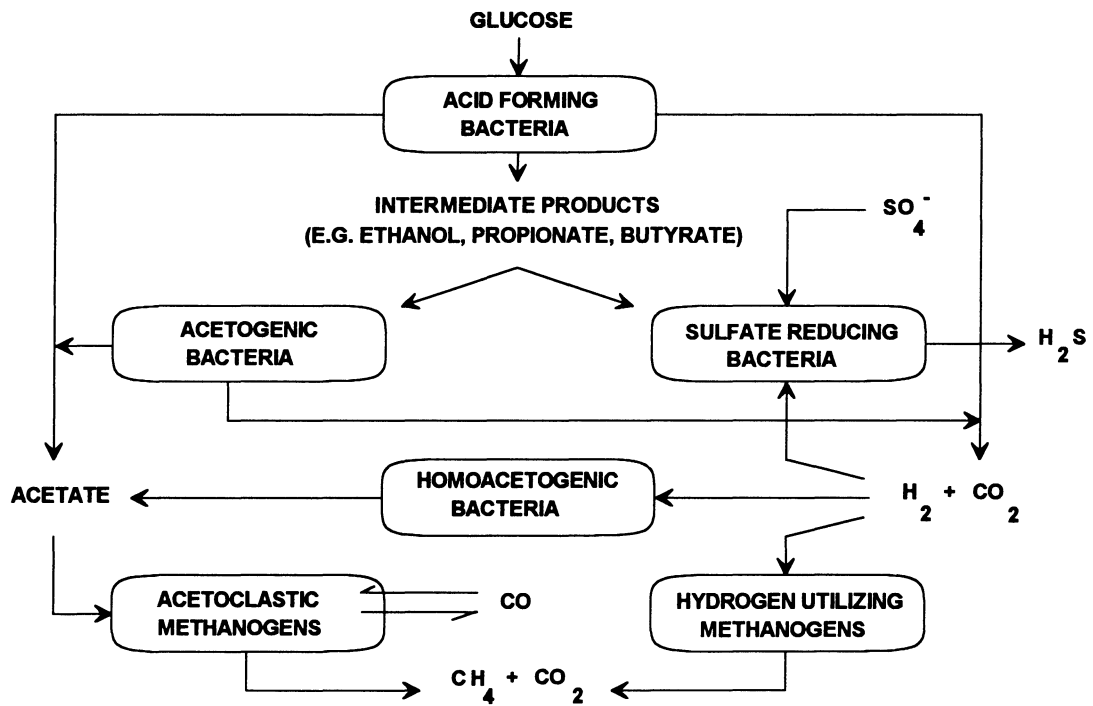 GLUCOSE
ACID FORMING
BACTERIA
INTERMEDIATE PRODUCTS
(E.G. ETHANOL, PROPIONATE, BUTYRATE)
SO4-
ACETOGENIC
BACTERIA
SULFATE REDUCING
BACTERIA
H2S
ACETATE
HOMOACETOGENIC
BACTERIA
H2 + CO2
ACETOCLASTIC
METHANOGENS
CO
HYDROGEN UTILIZING
METHANOGENS
CH4 + CO2